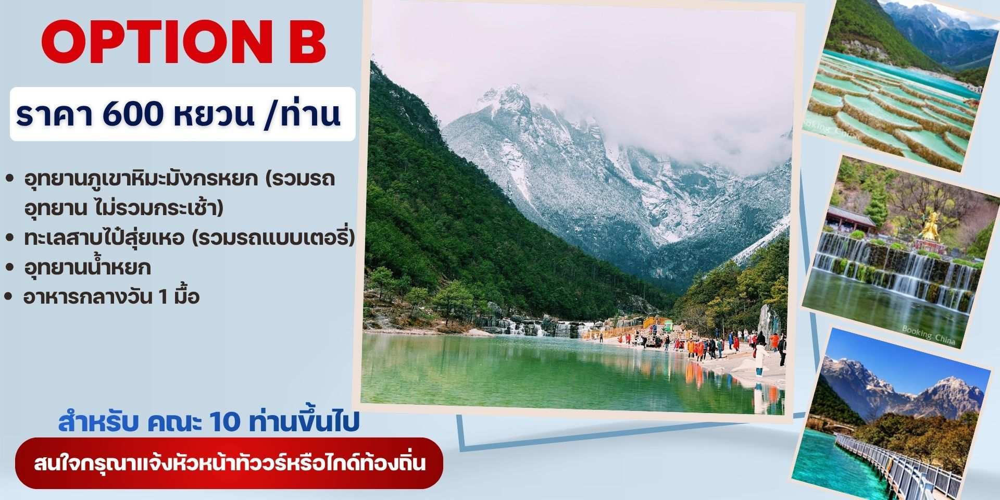 OPTION B
ราคา 600 หยวน /ท่าน
• อุทยานภูเขาหิมะมังกรหยก (รวมรถ
อุทยาน ไม่รวมกระเช้า)
• ทะเลสาบไป๋สุ่ยเหอ (รวมรถแบบเตอรี่)
• อุทยานน้ำหยก
• อาหารกลางวัน 1 มื้อ
สำหรับ คณะ 10 ท่านขึ้นไป
สนใจกรุณาแจ้งหัวหน้าทัววร์หรือไกด์ท้องถิ่น
Booking China
Booking China